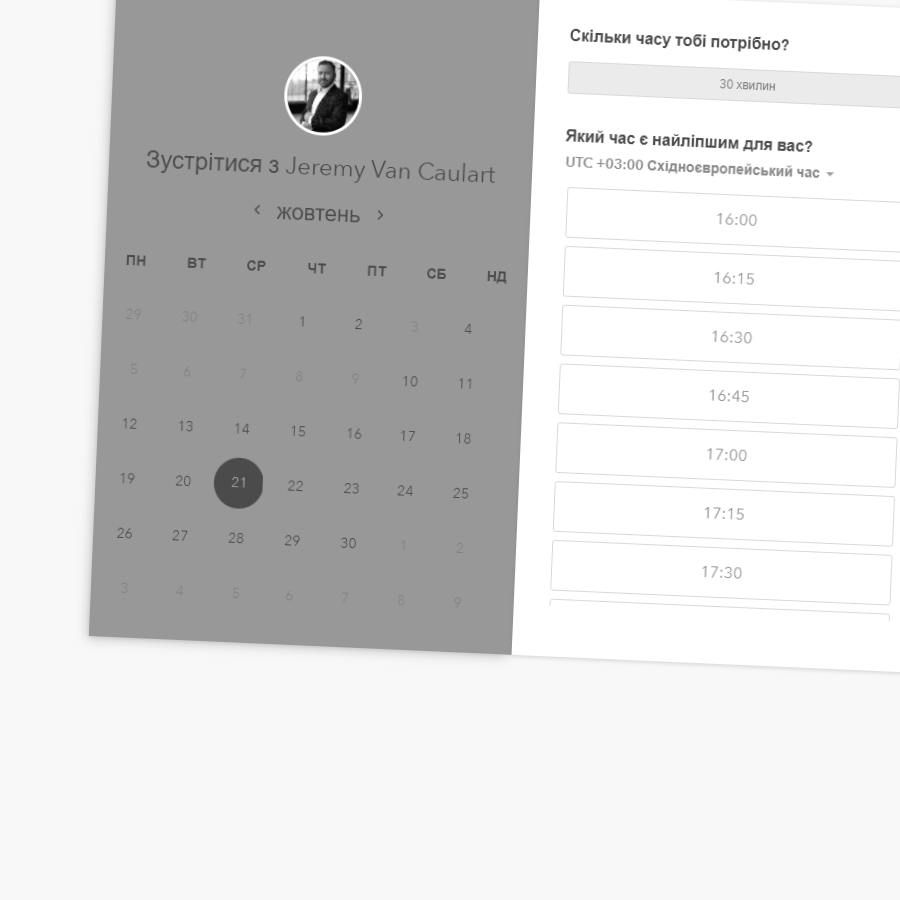 Зустрітися з Jeremy Van Caulart
жовтень
ПН ВТ СР ЧТ ПТ СБ НД
29 30 31 1 2 3 4
5 6 7 8 9 10 11
12 13 14 15 16 17 18
19 20 21 22 23 24 25
26 27 28 29 30 1 2
3 4 5 6 7 8 9
Скільки часу тобі потрібно?
30 хвилин
Який час є найліпшим для вас?
UTC +03:00 Східноєвропейський час
16:00
16:15
16:30
16:45
17:00
17:15
17:30